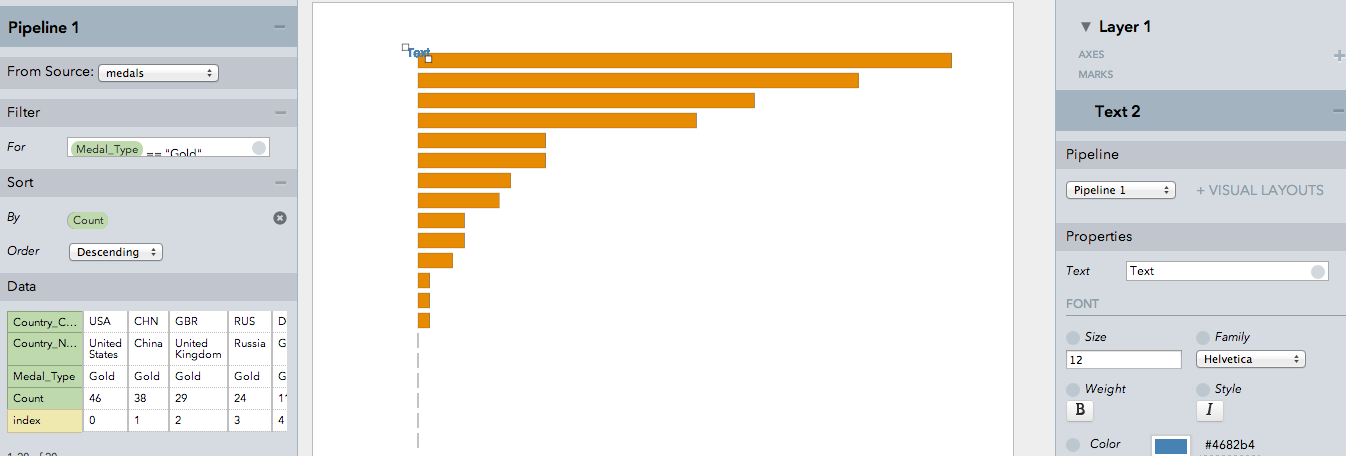 Pipeline 1
From Source: medals
Filter
For Medal_Type == "Gold"
Sort
By Count
Order Descending
Data
Country_C... USA CHN GBR RUS
Country_N... United States China United Kingdom Russia G
Medal_Type Gold Gold Gold Gold G
Count 46 38 29 24
index 0 1 2 3 4
Text
Layer 1
AXES
MARKS
Text 2
Pipeline
Pipeline 1 + VISUAL LAYOUTS
Properties
Text Text
FONT
Size Family
12 Helvetica
Weight Style
B I
Color #4682b4